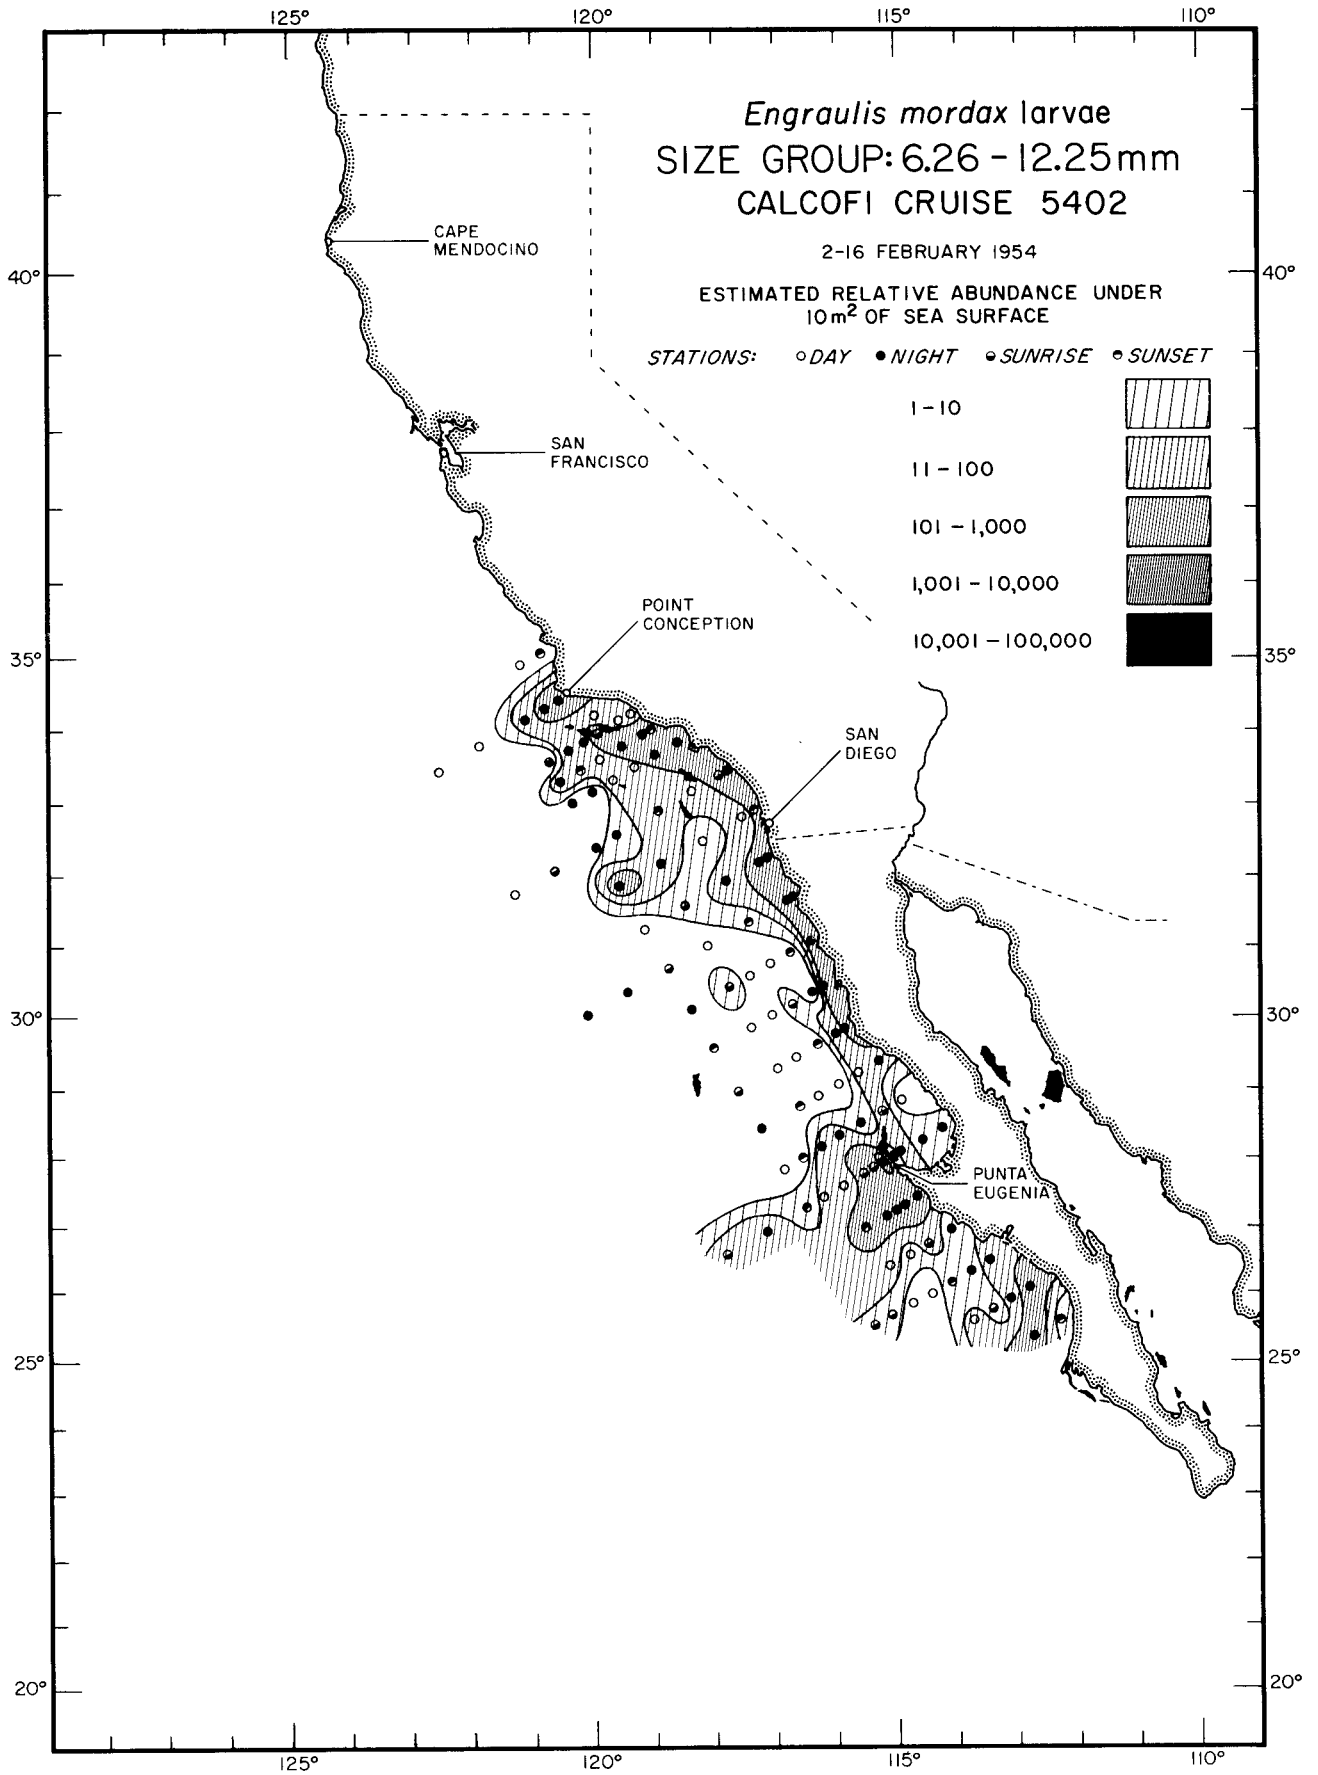 125° 120° 115° 110°
Engraulis mordax larvae
SIZE GROUP: 6.26 - 12.25mm
CALCOFI CRUISE 5402
2-16 FEBRUARY 1954
ESTIMATED RELATIVE ABUNDANCE UNDER
10m² OF SEA SURFACE
STATIONS: DAY NIGHT SUNRISE SUNSET
1-10
11-100
101-1,000
1,001-10,000
10,001-100,000
CAPE
MENDOCINO
40° 40°
SAN
FRANCISCO
POINT
CONCEPTION
35° 35°
SAN
DIEGO
30° 30°
PUNTA
EUGENIA
25° 25°
20° 20°
125° 120° 115° 110°